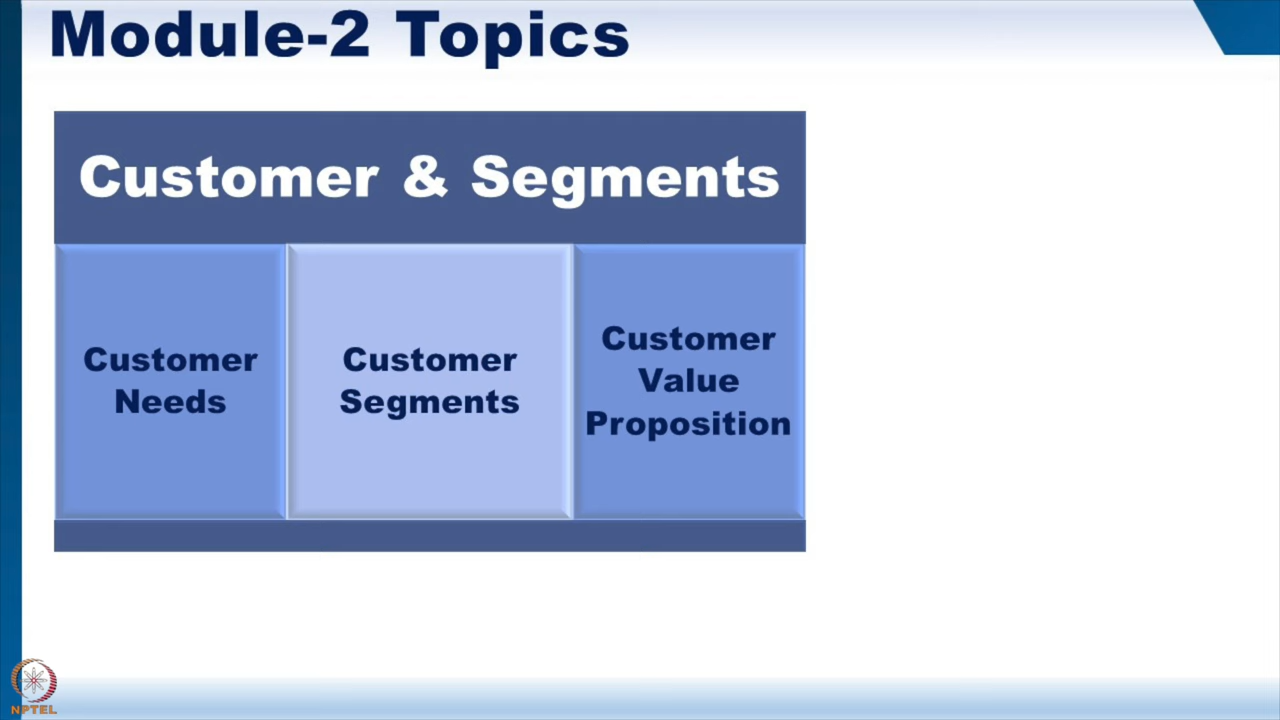 Module-2 Topics
Customer & Segments
Customer
Needs
Customer
Segments
Customer
Value
Proposition
NPTEL